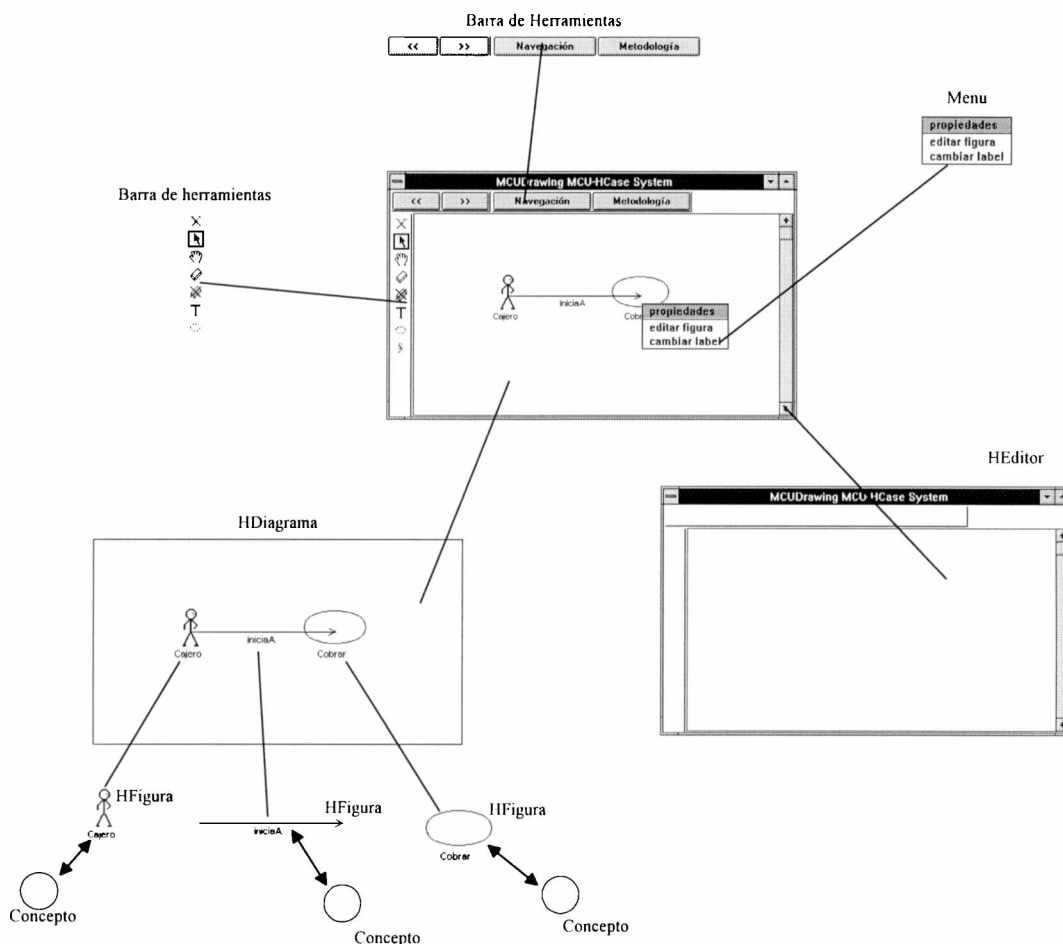 Barra de Herramientas
<< >> Navegación Metodología
Menu
propiedades
editar figura
cambiar label
MCUDrawing MCU-HCase System
Barra de herramientas
<< >> Navegación Metodología
T
T
iniciaA
Cajero
propiedades
editar figura
cambiar label
HEditor
MCUDrawing MCU-HCase System
HDiagrama
iniciaA
Cajero
Cobrar
HFigura
HFigura
HFigura
Cajero
iniciaA
Cobrar
Concepto
Concepto
Concepto